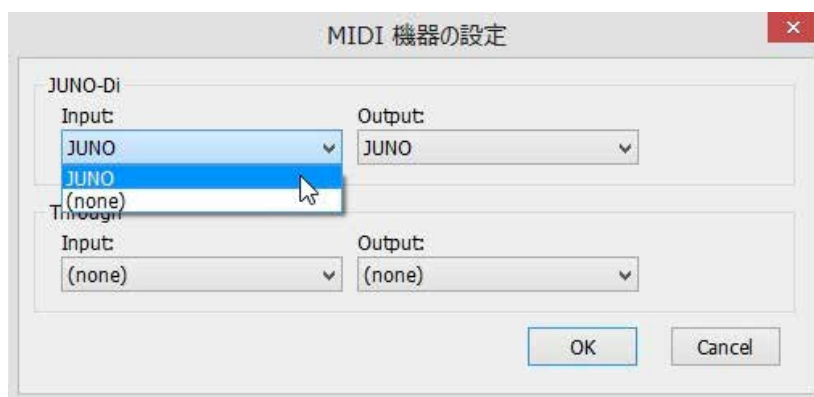 MIDI 機器の設定
JUNO-Di
Input: Output:
JUNO JUNO
JUNO
(none)
Through
Input: Output:
(none) (none)
OK Cancel